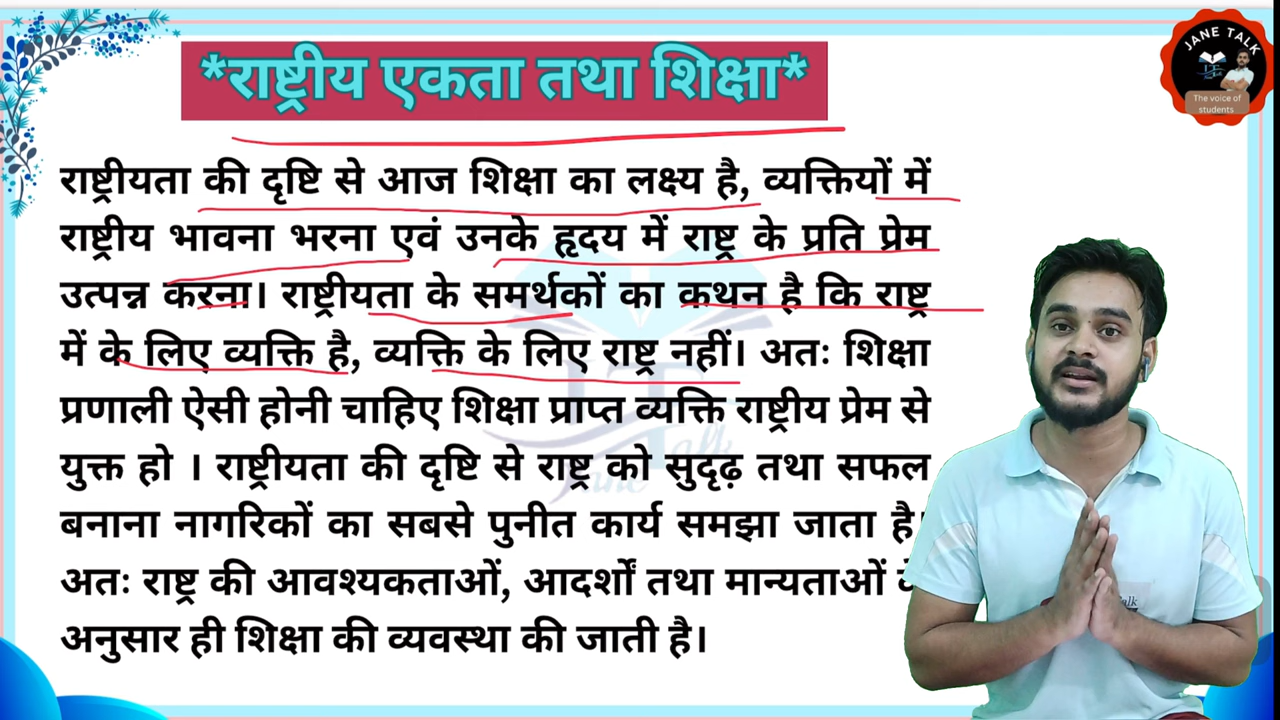 *राष्ट्रीय एकता तथा शिक्षा*
JANE TALK
The voice of
students
राष्ट्रीयता की दृष्टि से आज शिक्षा का लक्ष्य है, व्यक्तियों में
राष्ट्रीय भावना भरना एवं उनके हृदय में राष्ट्र के प्रति प्रेम
उत्पन्न करना। राष्ट्रीयता के समर्थकों का कथन है कि राष्ट्र
में के लिए व्यक्ति है, व्यक्ति के लिए राष्ट्र नहीं। अतः शिक्षा
प्रणाली ऐसी होनी चाहिए शिक्षा प्राप्त व्यक्ति राष्ट्रीय प्रेम से
युक्त हो । राष्ट्रीयता की दृष्टि से राष्ट्र को सुदृढ़ तथा सफल
बनाना नागरिकों का सबसे पुनीत कार्य समझा जाता है।
अतः राष्ट्र की आवश्यकताओं, आदर्शों तथा मान्यताओं
अनुसार ही शिक्षा की व्यवस्था की जाती है।